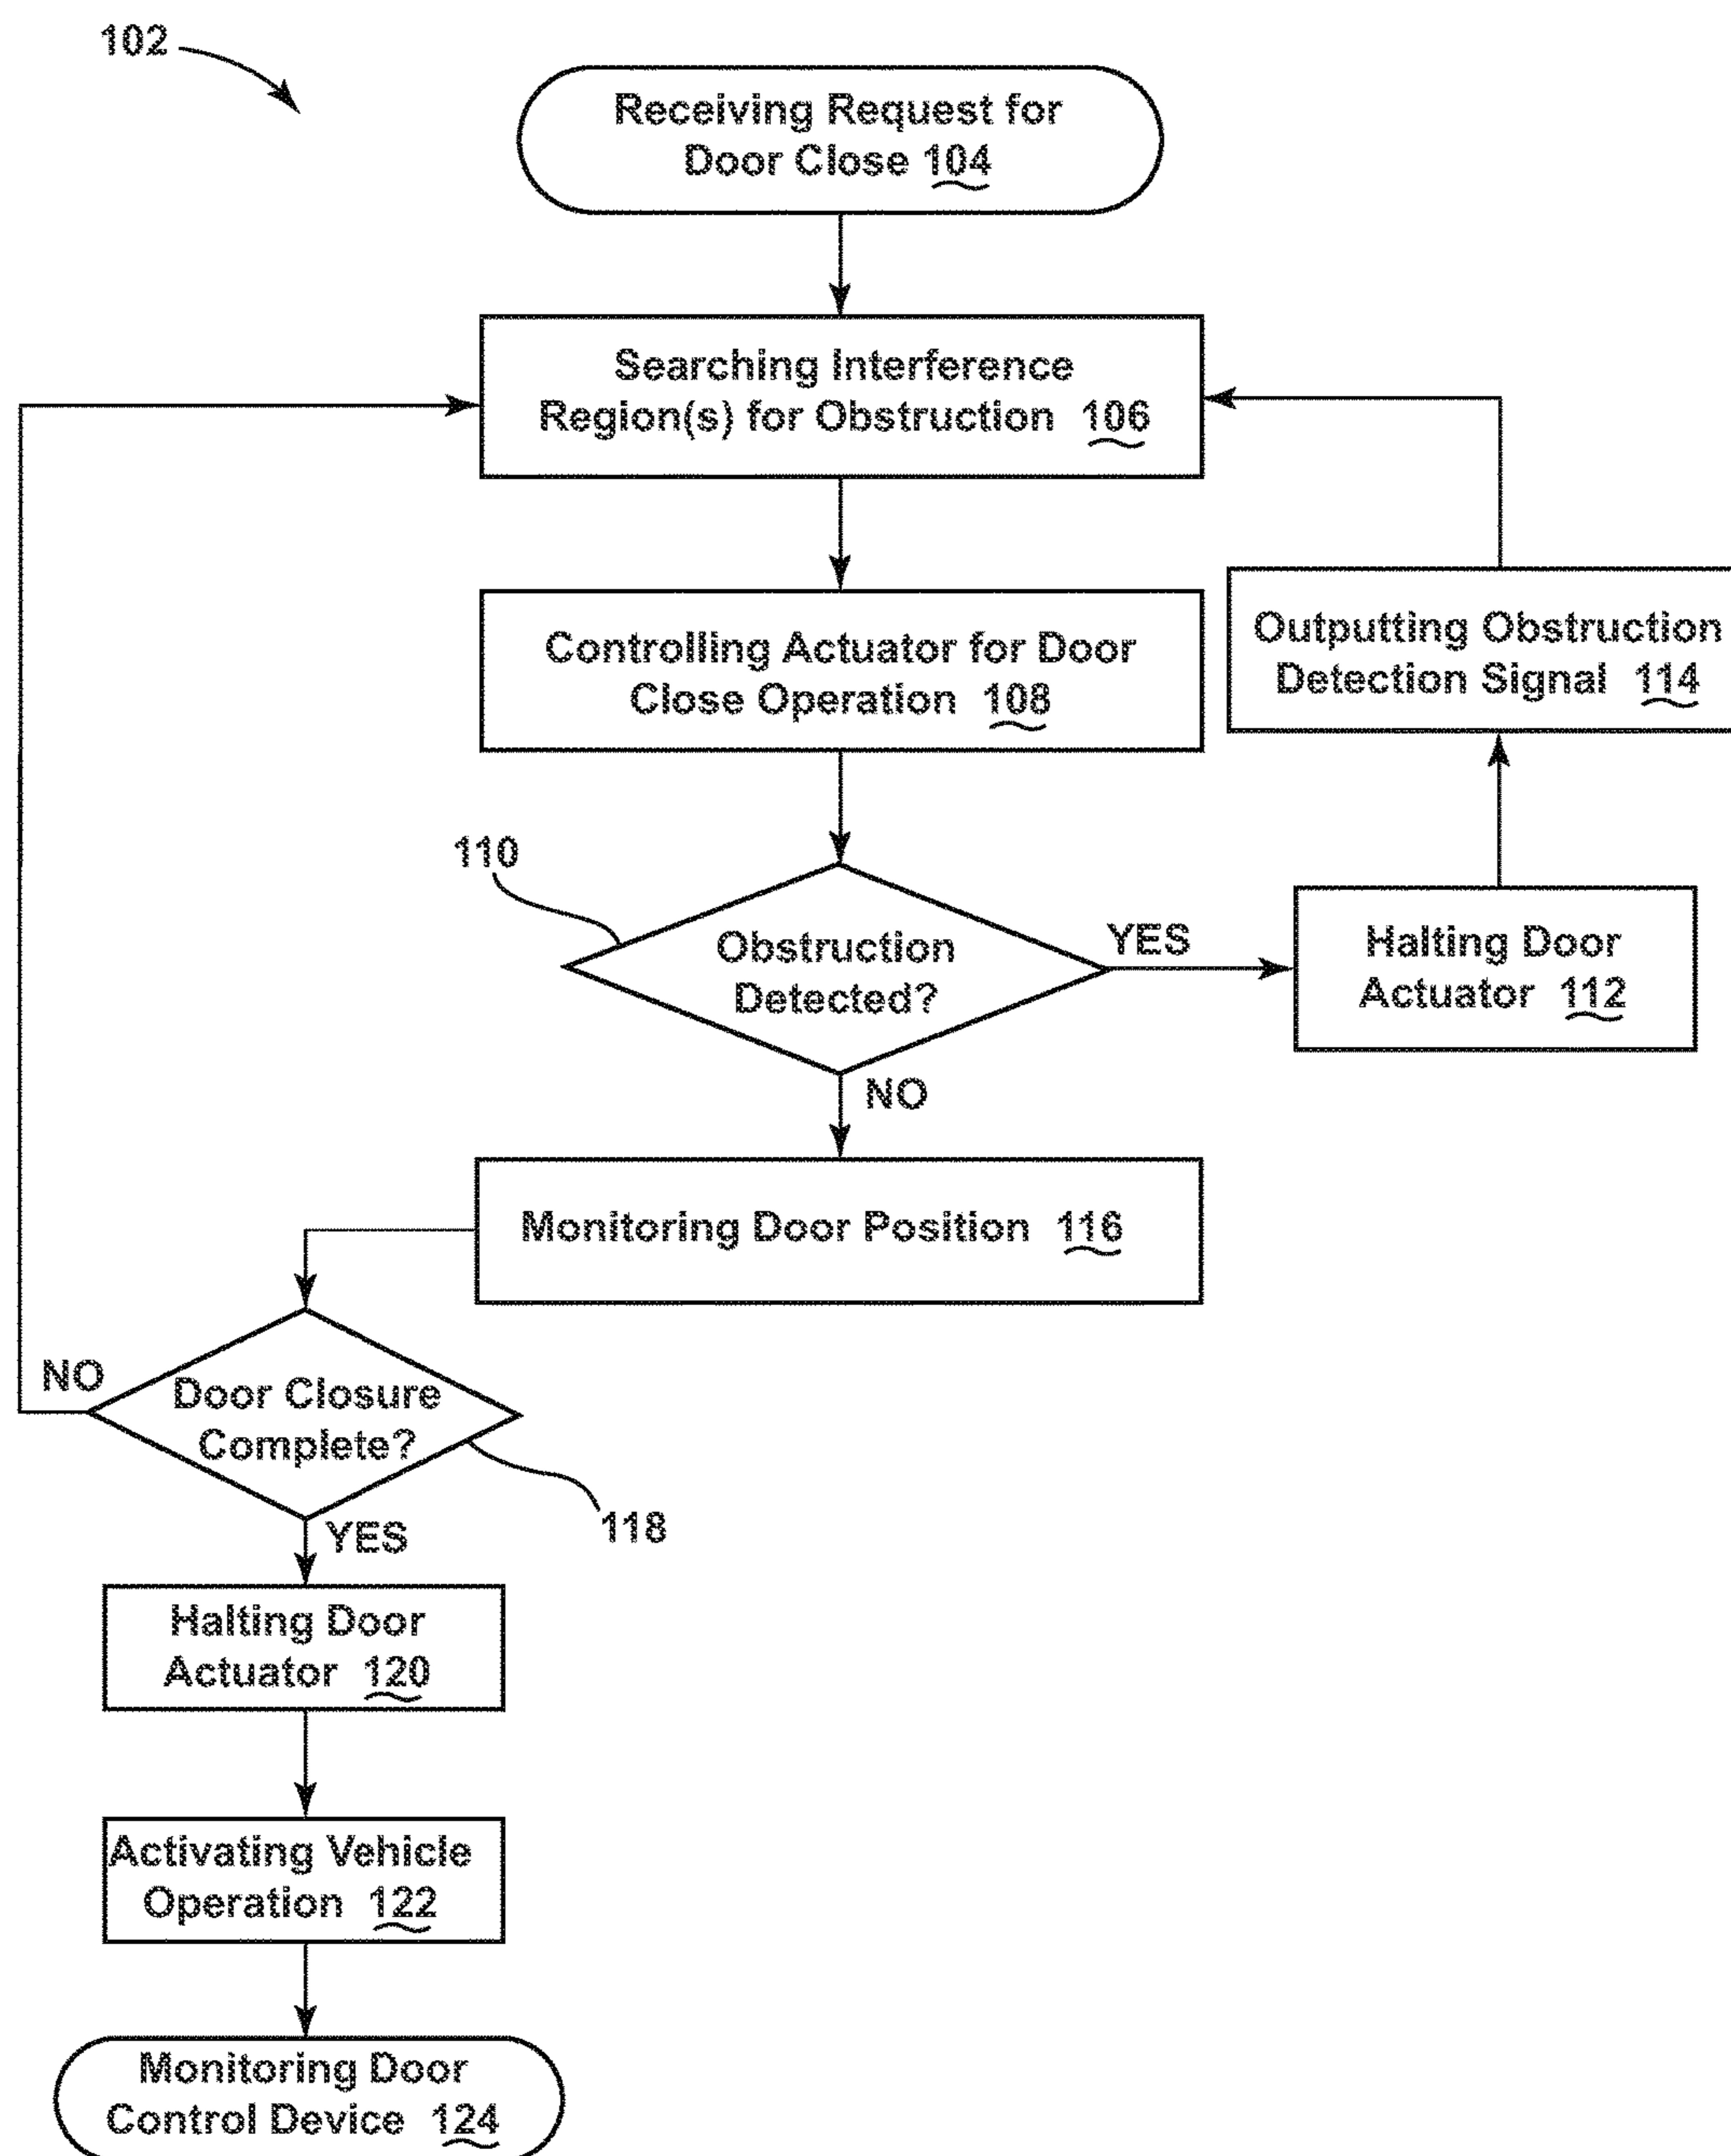 102
Receiving Request for
Door Close 104
Searching Interference
Region(s) for Obstruction 106
Controlling Actuator for Door
Close Operation 108
Outputting Obstruction
Detection Signal 114
110
Obstruction
Detected?
YES
Halting Door
Actuator 112
NO
Monitoring Door Position 116
NO
Door Closure
Complete?
118
YES
Halting Door
Actuator 120
Activating Vehicle
Operation 122
Monitoring Door
Control Device 124